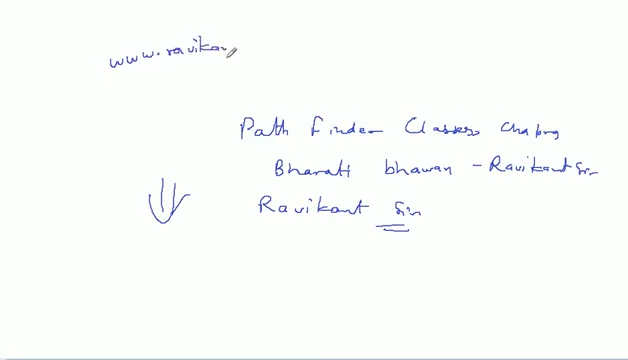 www.ravikan
Path Finder Classes Chapra
Bharati bhawan - Ravikant Sir
Ravikant Sir